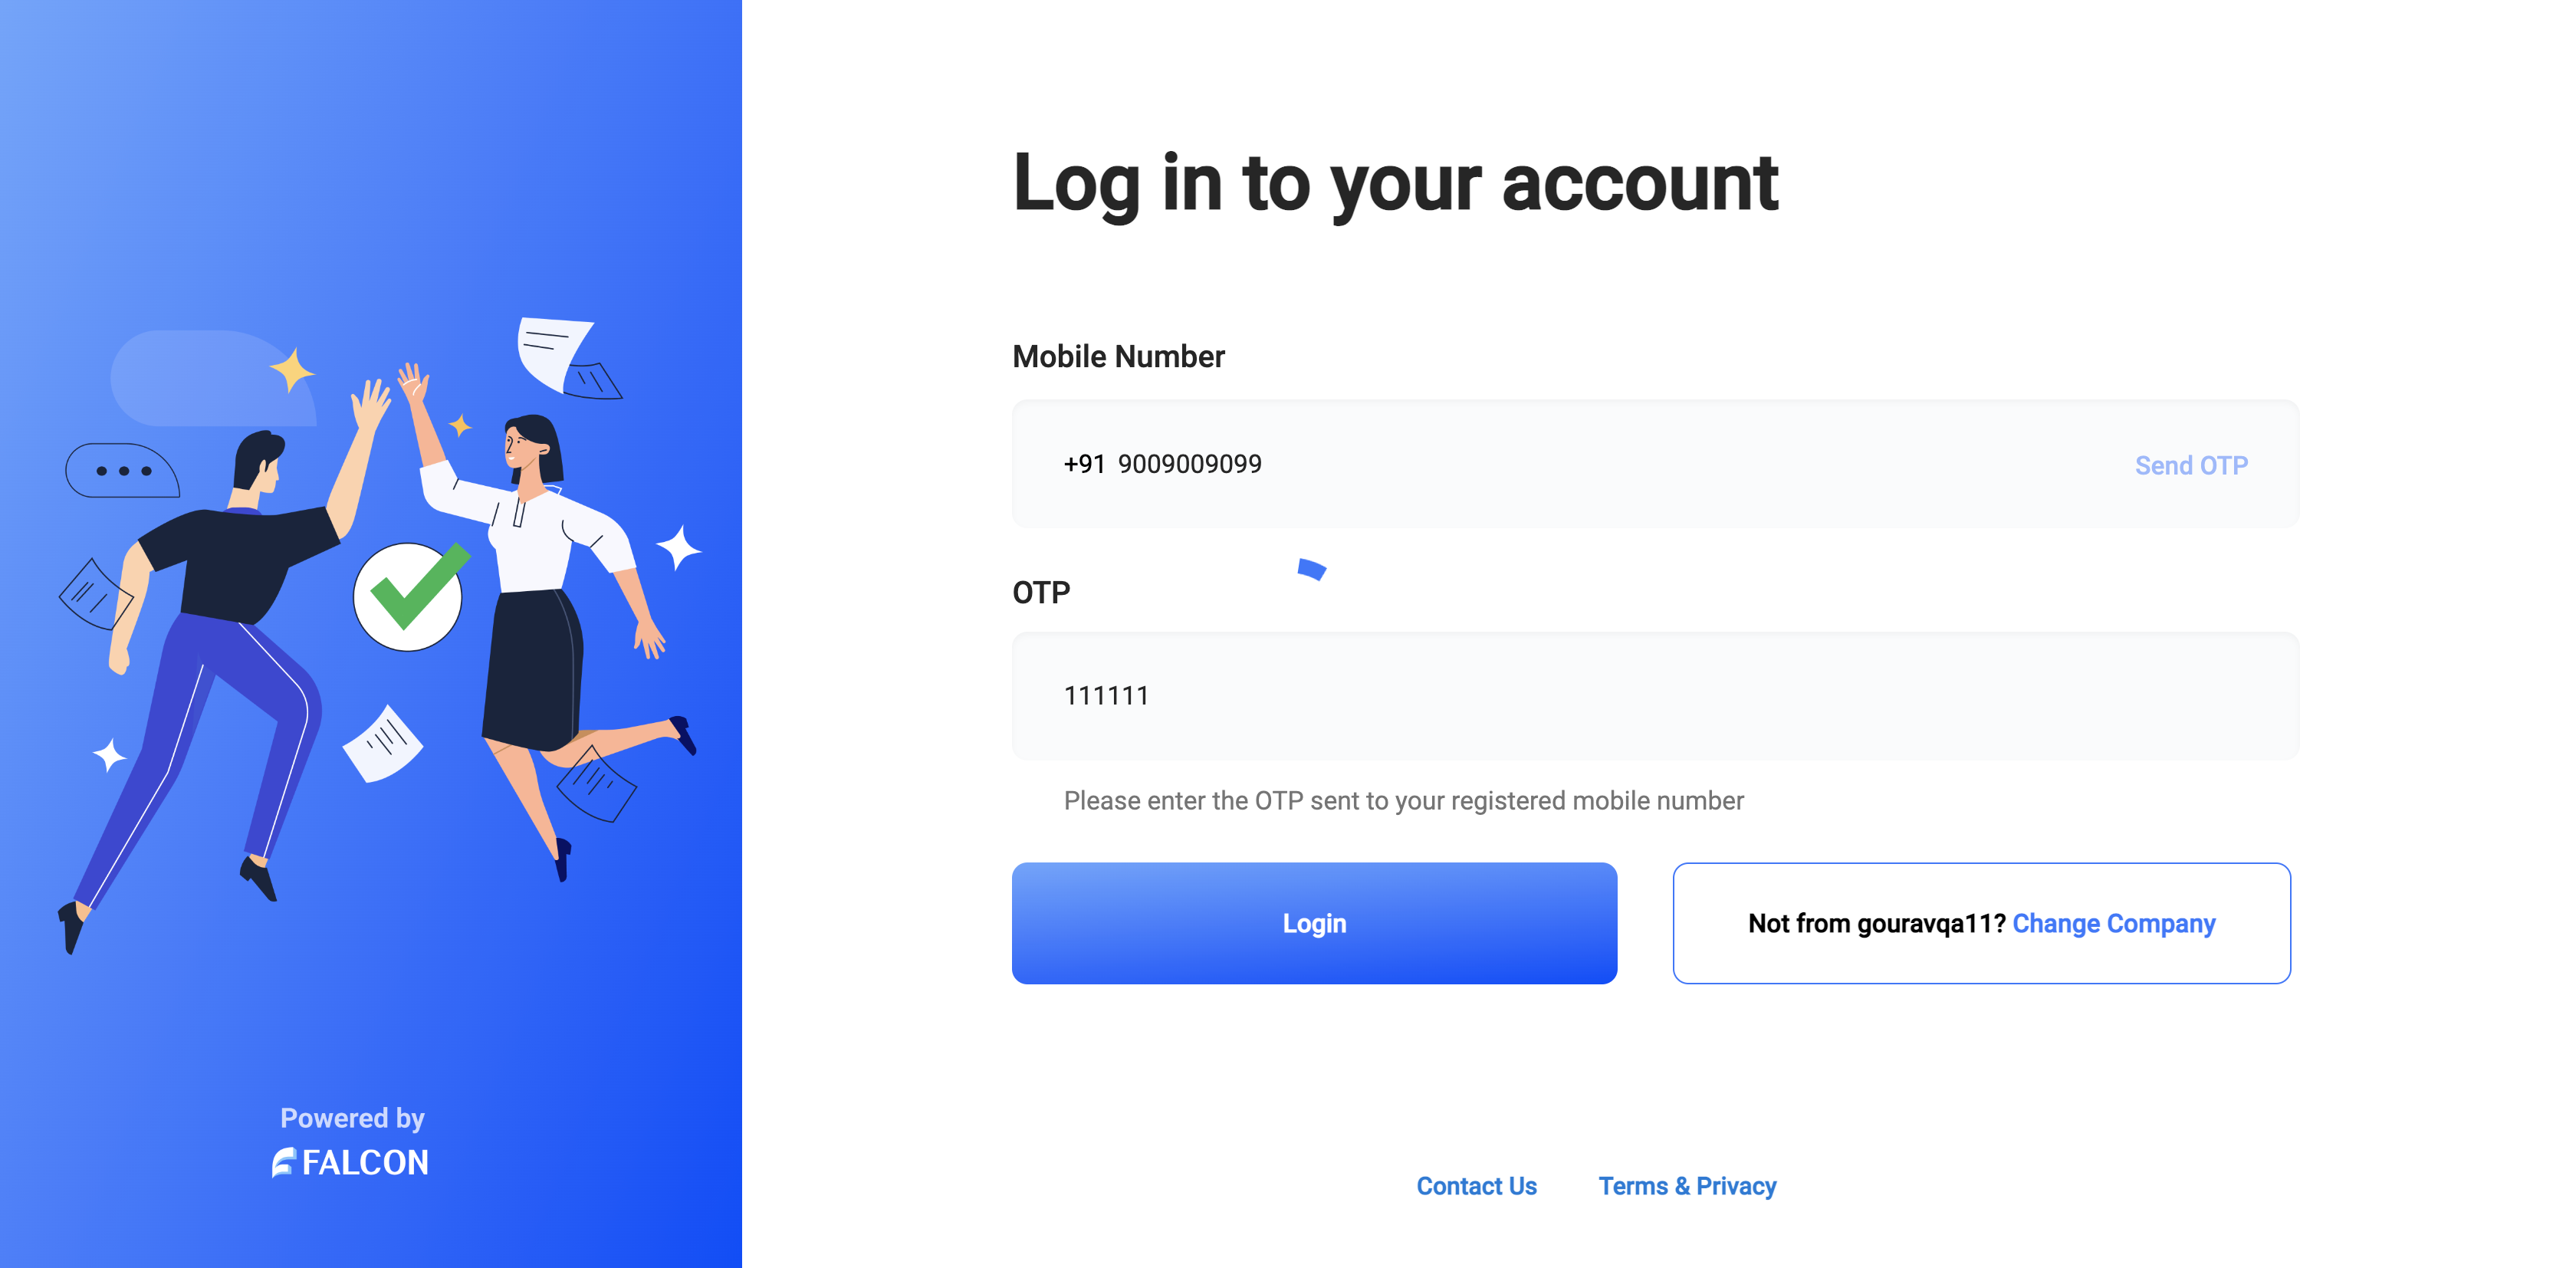 Log in to your account
Mobile Number
+91 9009009099
Send OTP
OTP
111111
Please enter the OTP sent to your registered mobile number
Login
Not from gouravqa11? Change Company
Powered by
FALCON
Contact Us
Terms & Privacy